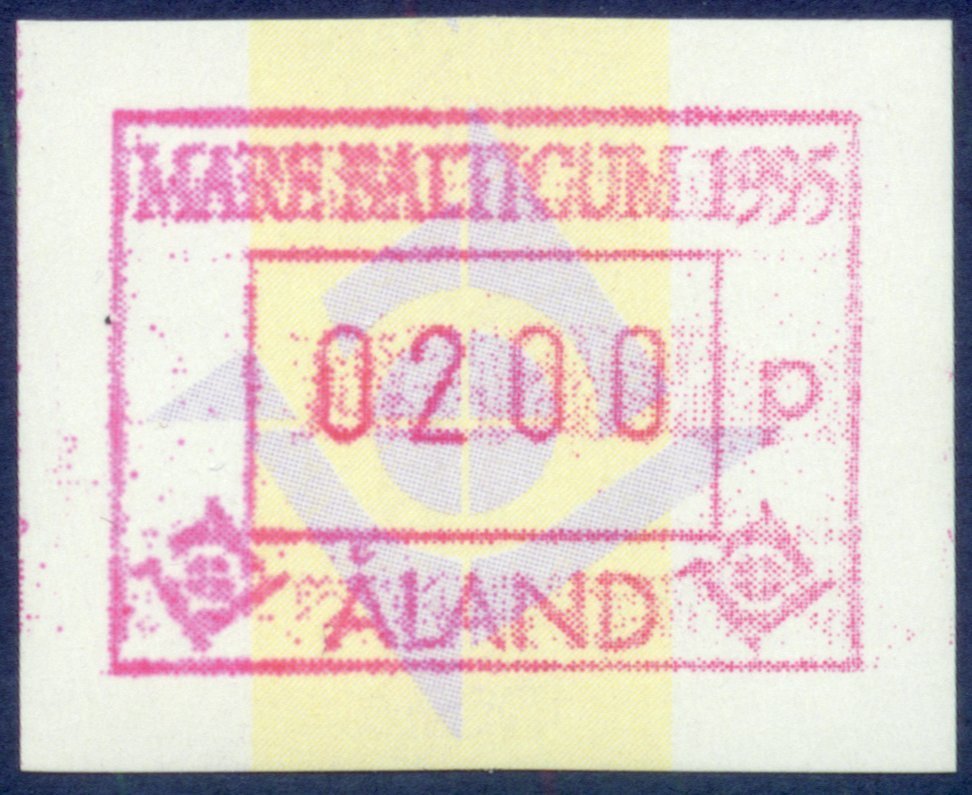 MARE BALTICUM 1995
0200 p
ÅLAND